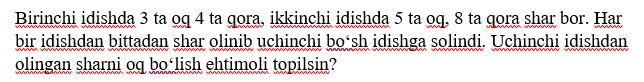 Birinchi idishda 3 ta oq 4 ta qora, ikkinchi idishda 5 ta oq, 8 ta qora shar bor. Har
bir idishdan bittadan shar olinib uchinchi bo‘sh idishga solindi. Uchinchi idishdan
olingan sharni oq bo‘lish ehtimoli topilsin?